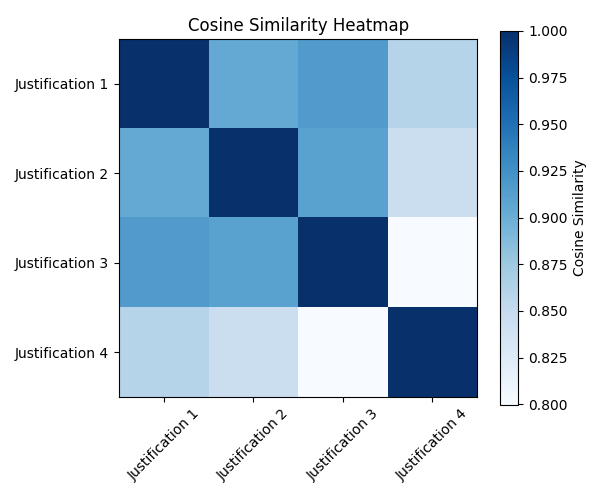 Cosine Similarity Heatmap
Justification 1
Justification 2
Justification 3
Justification 4
Justification 1
Justification 2
Justification 3
Justification 4
1.000
0.975
0.950
0.925
0.900
0.875
0.850
0.825
0.800
Cosine Similarity